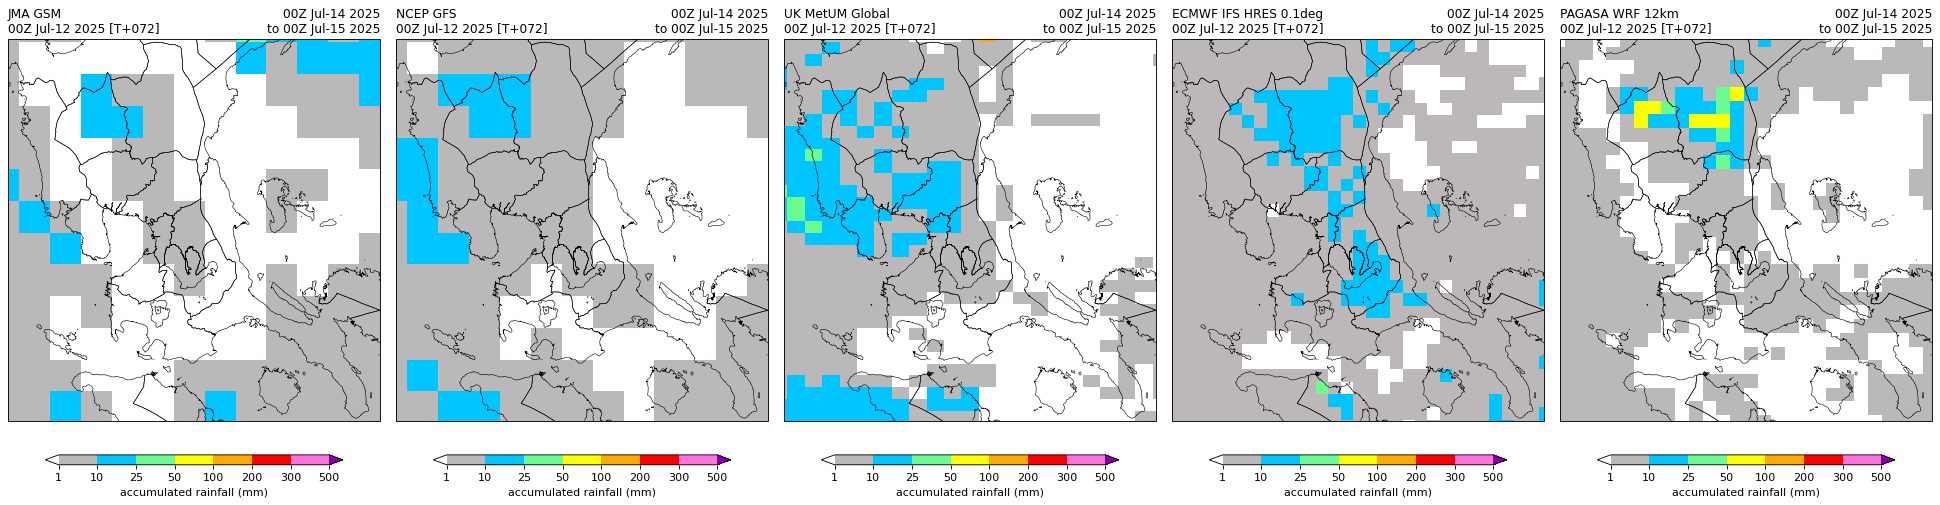 JMA GSM 00Z Jul-14 2025
00Z Jul-12 2025 [T+072] to 00Z Jul-15 2025
1 10 25 50 100 200 300 500
accumulated rainfall (mm)
NCEP GFS 00Z Jul-14 2025
00Z Jul-12 2025 [T+072] to 00Z Jul-15 2025
1 10 25 50 100 200 300 500
accumulated rainfall (mm)
UK MetUM Global 00Z Jul-14 2025
00Z Jul-12 2025 [T+072] to 00Z Jul-15 2025
1 10 25 50 100 200 300 500
accumulated rainfall (mm)
ECMWF IFS HRES 0.1deg 00Z Jul-14 2025
00Z Jul-12 2025 [T+072] to 00Z Jul-15 2025
1 10 25 50 100 200 300 500
accumulated rainfall (mm)
PAGASA WRF 12km 00Z Jul-14 2025
00Z Jul-12 2025 [T+072] to 00Z Jul-15 2025
1 10 25 50 100 200 300 500
accumulated rainfall (mm)